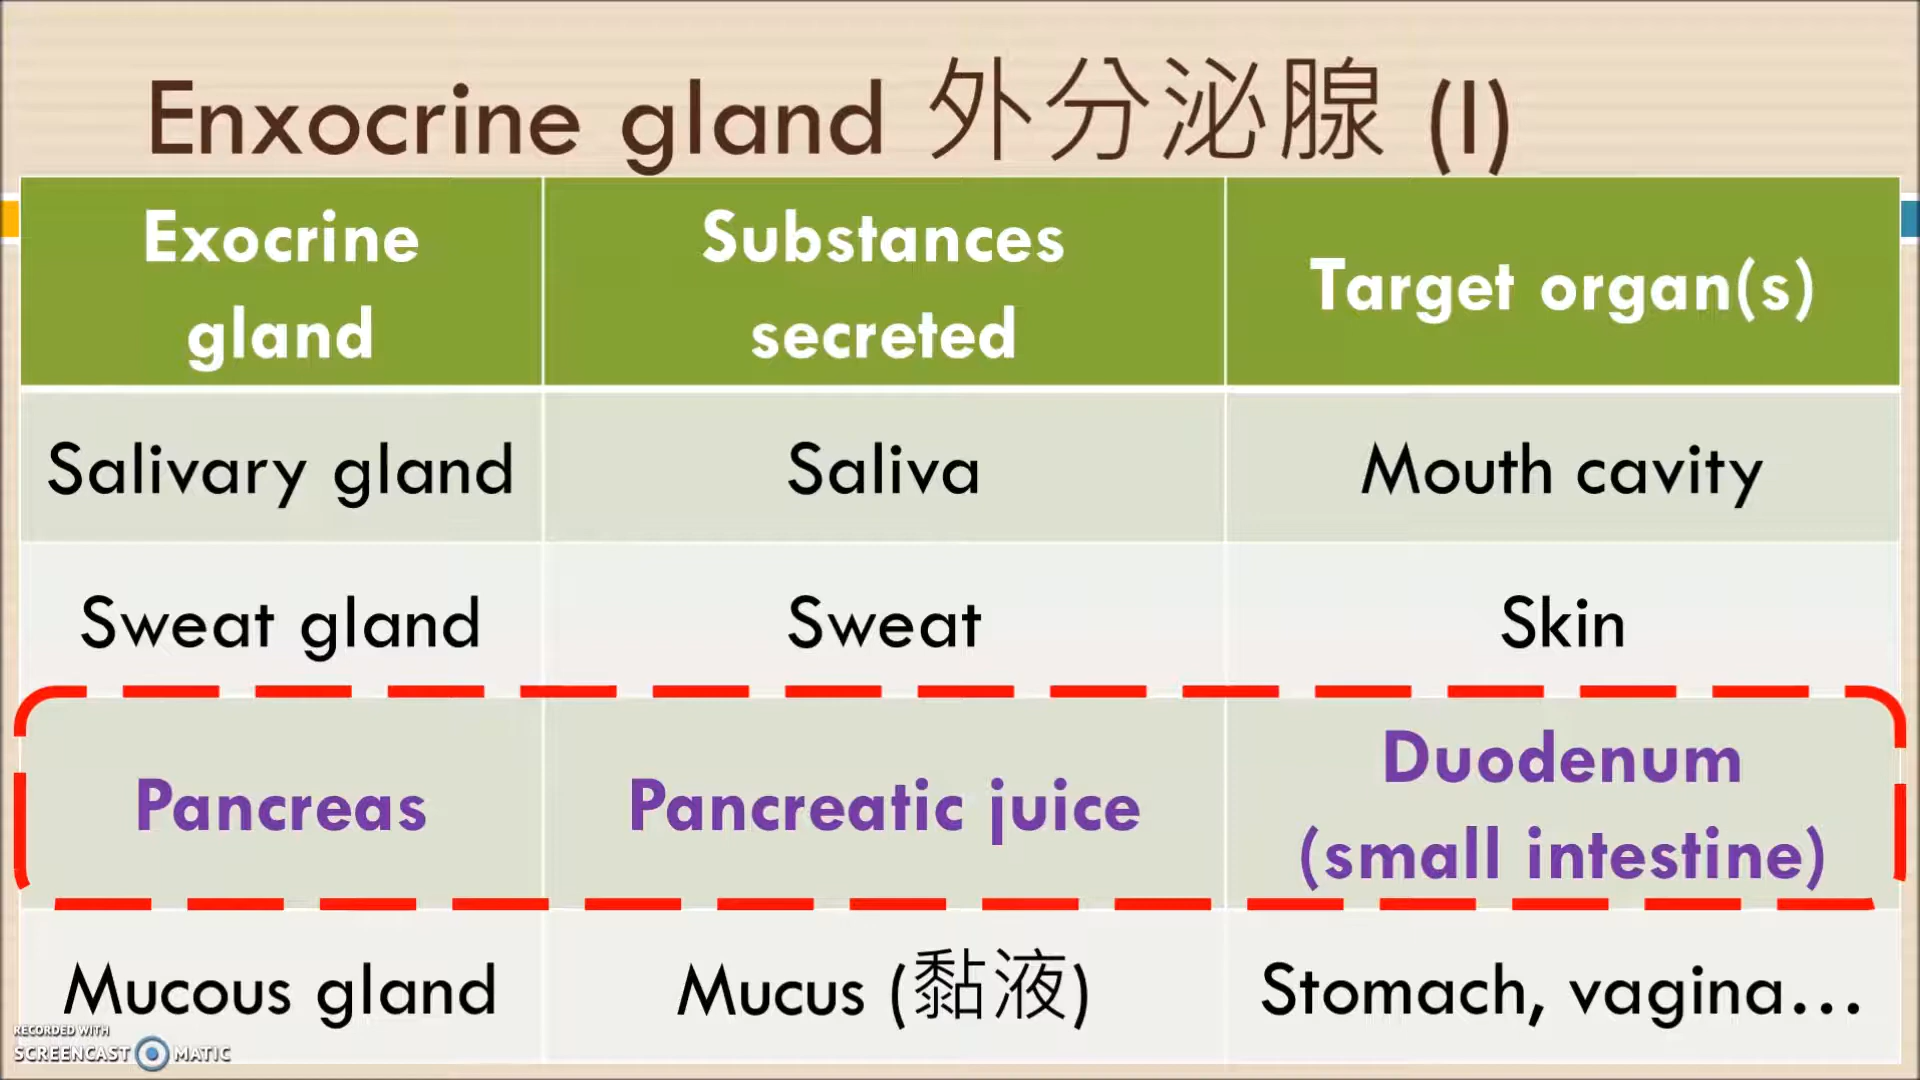 Enxocrine gland 外分泌腺 (I)
Exocrine
gland
Substances
secreted
Target organ(s)
Salivary gland
Saliva
Mouth cavity
Sweat gland
Sweat
Skin
Pancreas
Pancreatic juice
Duodenum
(small intestine)
Mucous gland
Mucus (黏液)
Stomach, vagina...
RECORDED WITH
SCREENCAST MATIC